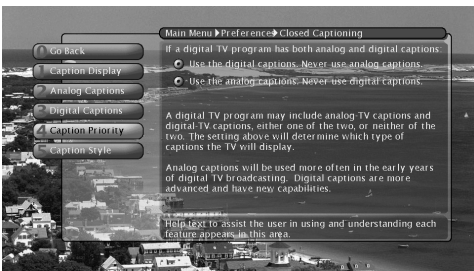 Main Menu Preference Closed Captioning
0 Go Back
1 Caption Display
2 Analog Captions
3 Digital Captions
4 Caption Priority
5 Caption Style
If a digital TV program has both analog and digital captions:
Use the digital captions. Never use analog captions.
Use the analog captions. Never use digital captions.
A digital TV program may include analog-TV captions and
digital-TV captions, either one of the two, or neither of the
two. The setting above will determine which type of
captions the TV will display.
Analog captions will be used more often in the early years
of digital TV broadcasting. Digital captions are more
advanced and have new capabilities.
Help text to assist the user in using and understanding each
feature appears in this area.